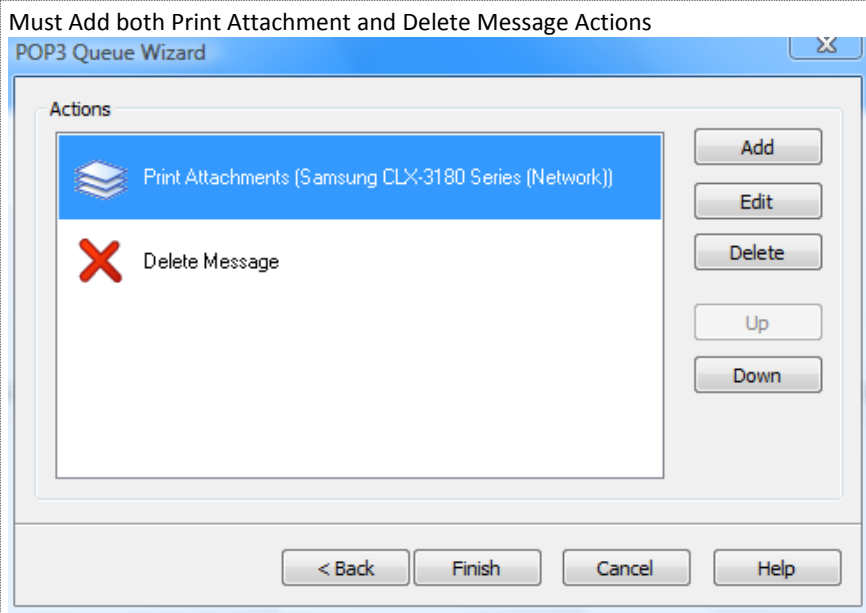 Must Add both Print Attachment and Delete Message Actions
POP3 Queue Wizard
Actions
Print Attachments (Samsung CLX-3180 Series (Network))
Delete Message
Add
Edit
Delete
Up
Down
< Back
Finish
Cancel
Help